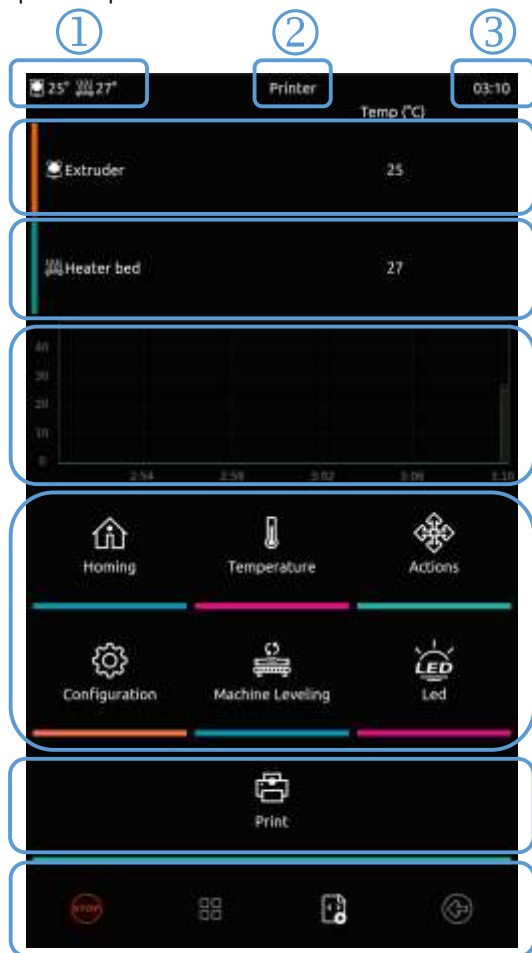 ① ② ③
25° 27° Printer 03:10
Temp (°C)
Extruder 25
Heater bed 27
40
30
20
10
0
2:54 2:58 3:02 3:06 3:10
Homing Temperature Actions
LED
Configuration Machine Leveling Led
Print
STOP